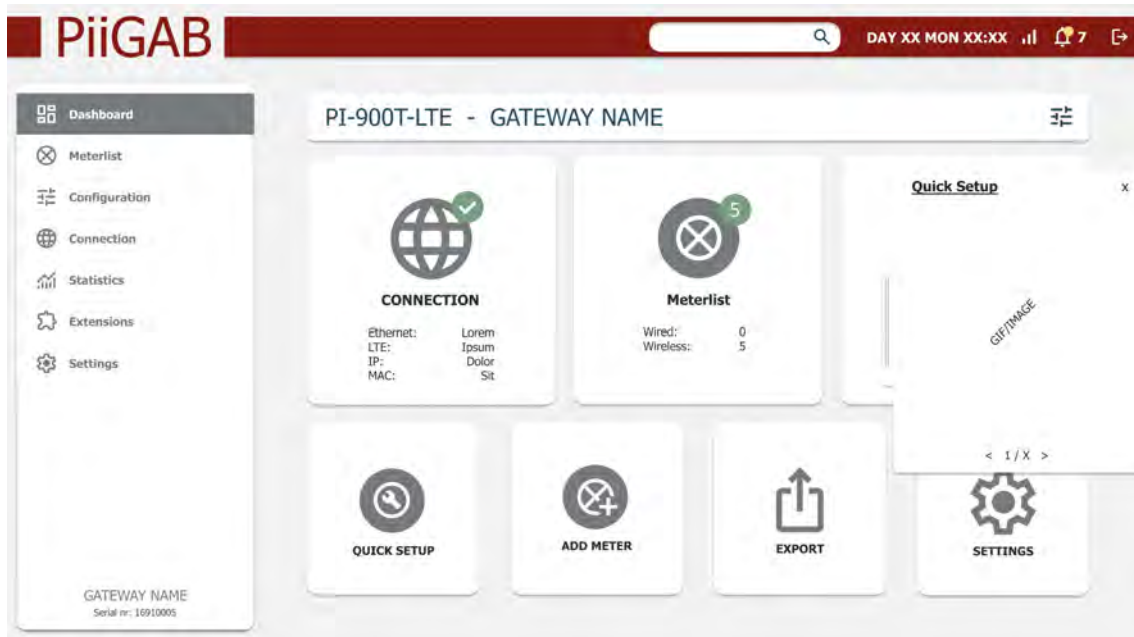 PiiGAB
DAY XX MON XX:XX 7
Dashboard
Meterlist
Configuration
Connection
Statistics
Extensions
Settings
GATEWAY NAME
Serial nr: 16910005
PI-900T-LTE - GATEWAY NAME
CONNECTION
Ethernet: Lorem
LTE: Ipsum
IP: Dolor
MAC: Sit
5
Meterlist
Wired: 0
Wireless: 5
Quick Setup x
GIF/IMAGE
< 1/X >
QUICK SETUP
ADD METER
EXPORT
SETTINGS